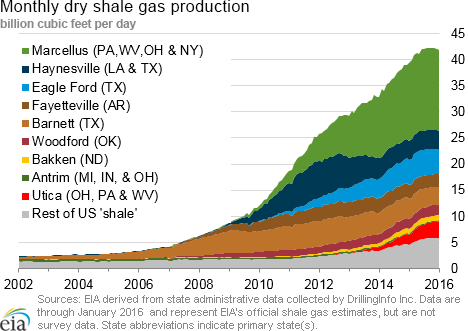 Monthly dry shale gas production
billion cubic feet per day
Marcellus (PA,WV,OH & NY)
Haynesville (LA & TX)
Eagle Ford (TX)
Fayetteville (AR)
Barnett (TX)
Woodford (OK)
Bakken (ND)
Antrim (MI, IN, & OH)
Utica (OH, PA & WV)
Rest of US 'shale'
45
40
35
30
25
20
15
10
5
0
2002 2004 2006 2008 2010 2012 2014 2016
eia
Sources: EIA derived from state administrative data collected by DrillingInfo Inc. Data are
through January 2016 and represent EIA's official shale gas estimates, but are not
survey data. State abbreviations indicate primary state(s).